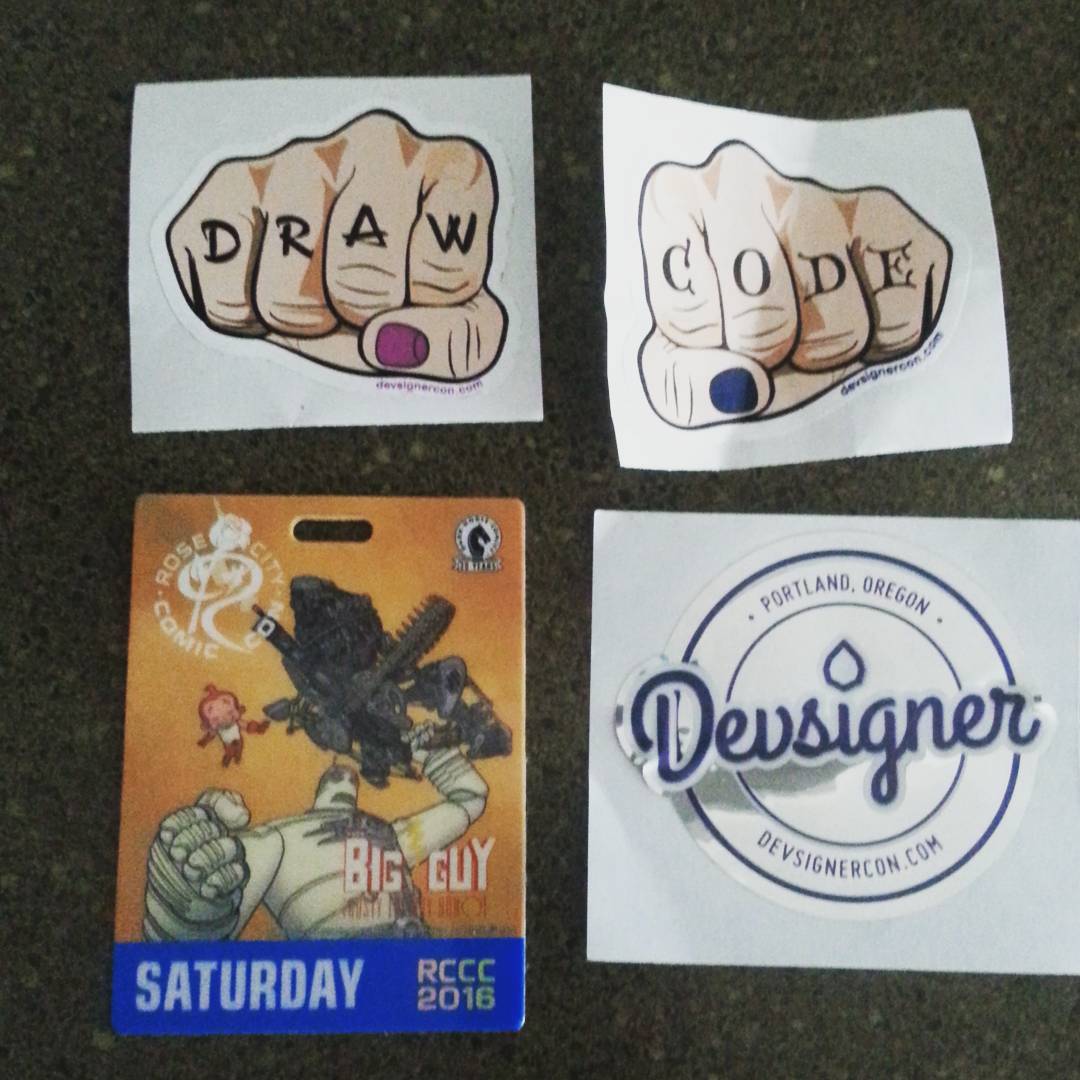 DRAW
devsignercon.com
CODE
devsignercon.com
ROSE CITY
COMIC CON
BIG GUY
SATURDAY
RCCC
2016
· PORTLAND, OREGON ·
Devsigner
DEVSIGNERCON.COM